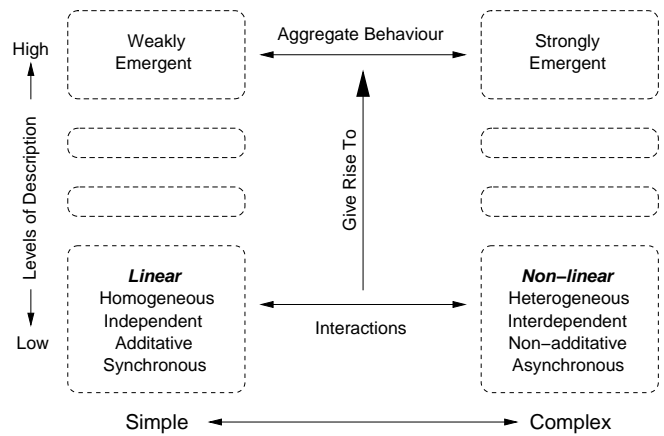 High
Weakly
Emergent
Aggregate Behaviour
Strongly
Emergent
Levels of Description
Give Rise To
Linear
Homogeneous
Independent
Additative
Synchronous
Interactions
Non−linear
Heterogeneous
Interdependent
Non−additative
Asynchronous
Low
Simple
Complex